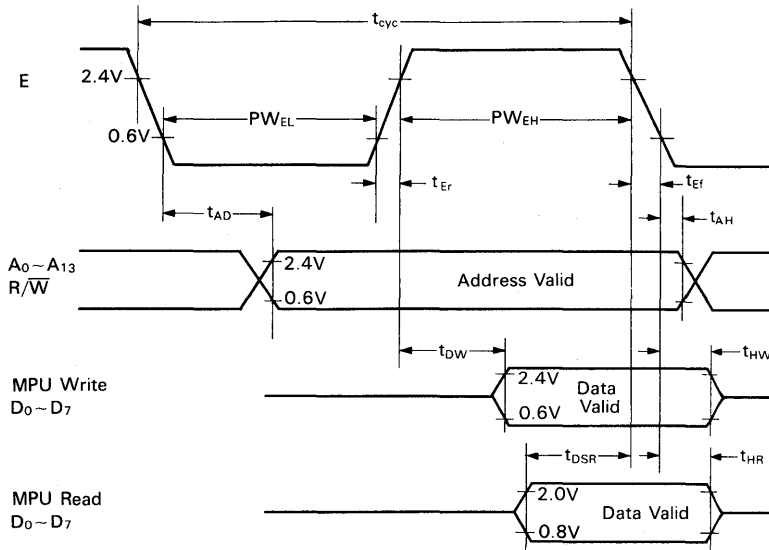 tcyc
E
2.4V
0.6V
PWEL
PWEH
tEr
tEf
tAD
tAH
A0~A13
R/W̅
2.4V
0.6V
Address Valid
tDW
tHW
MPU Write
D0~D7
2.4V
0.6V
Data
Valid
tDSR
tHR
MPU Read
D0~D7
2.0V
0.8V
Data Valid